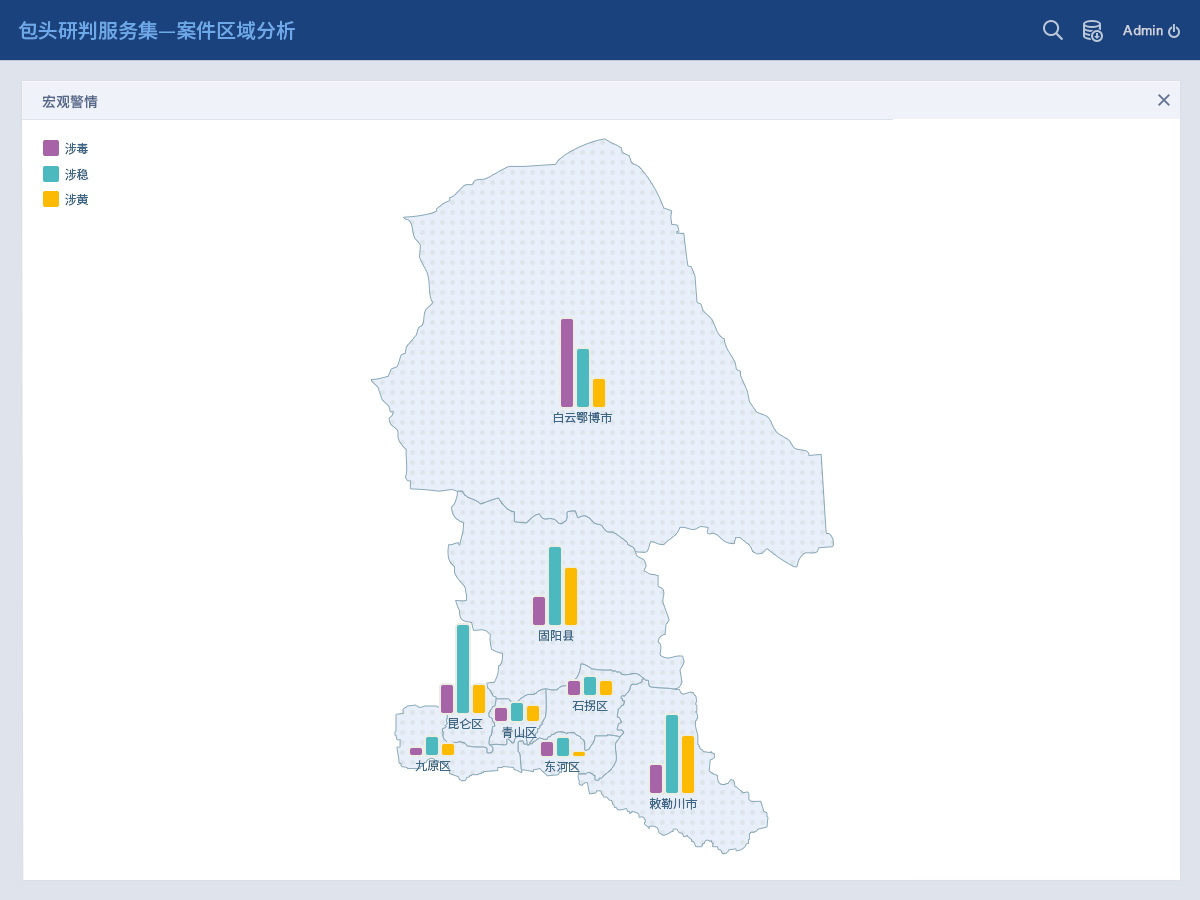 包头研判服务集—案件区域分析
Admin
宏观警情
涉毒
涉稳
涉黄
白云鄂博市
固阳县
石拐区
昆仑区
青山区
九原区
东河区
敕勒川市